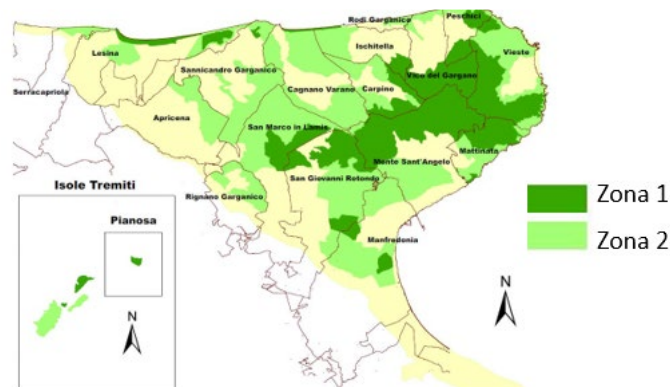 Rodi Garganico
Peschici
Lesina
Ischitella
Vieste
Sannicandro Garganico
Vico del Gargano
Serracapriola
Cagnano Varano
Carpino
Apricena
San Marco in Lamis
Mattinata
Monte Sant'Angelo
San Giovanni Rotondo
Rignano Garganico
Manfredonia
Isole Tremiti
Pianosa
N
N
Zona 1
Zona 2